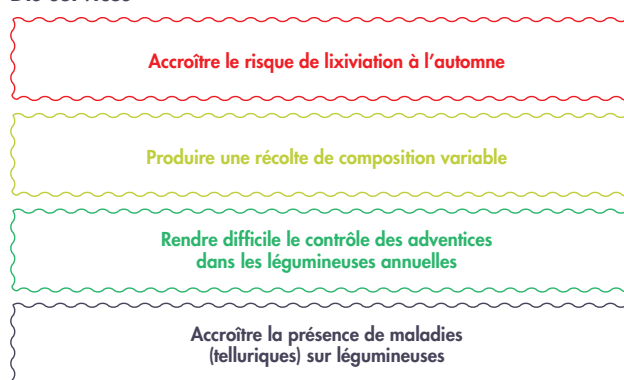 Accroître le risque de lixiviation à l’automne
Produire une récolte de composition variable
Rendre difficile le contrôle des adventices
dans les légumineuses annuelles
Accroître la présence de maladies
(telluriques) sur légumineuses